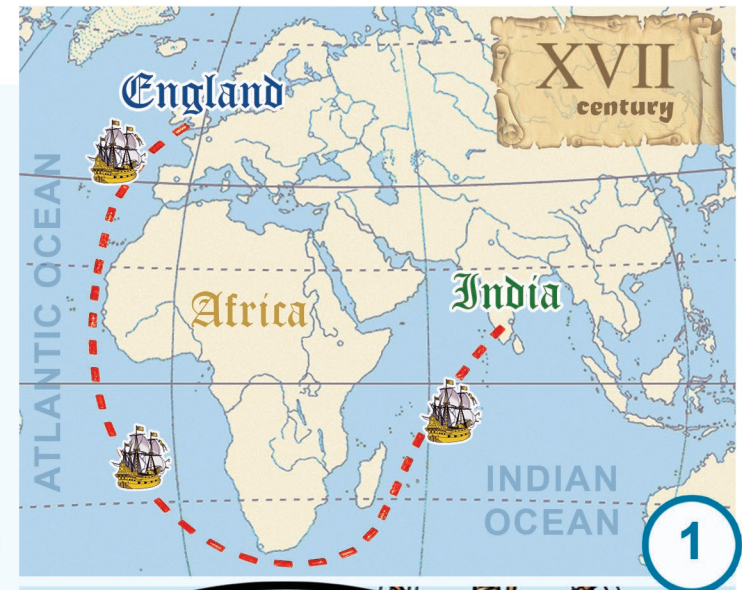 XVII
century
England
ATLANTIC OCEAN
Africa
India
INDIAN
OCEAN
1